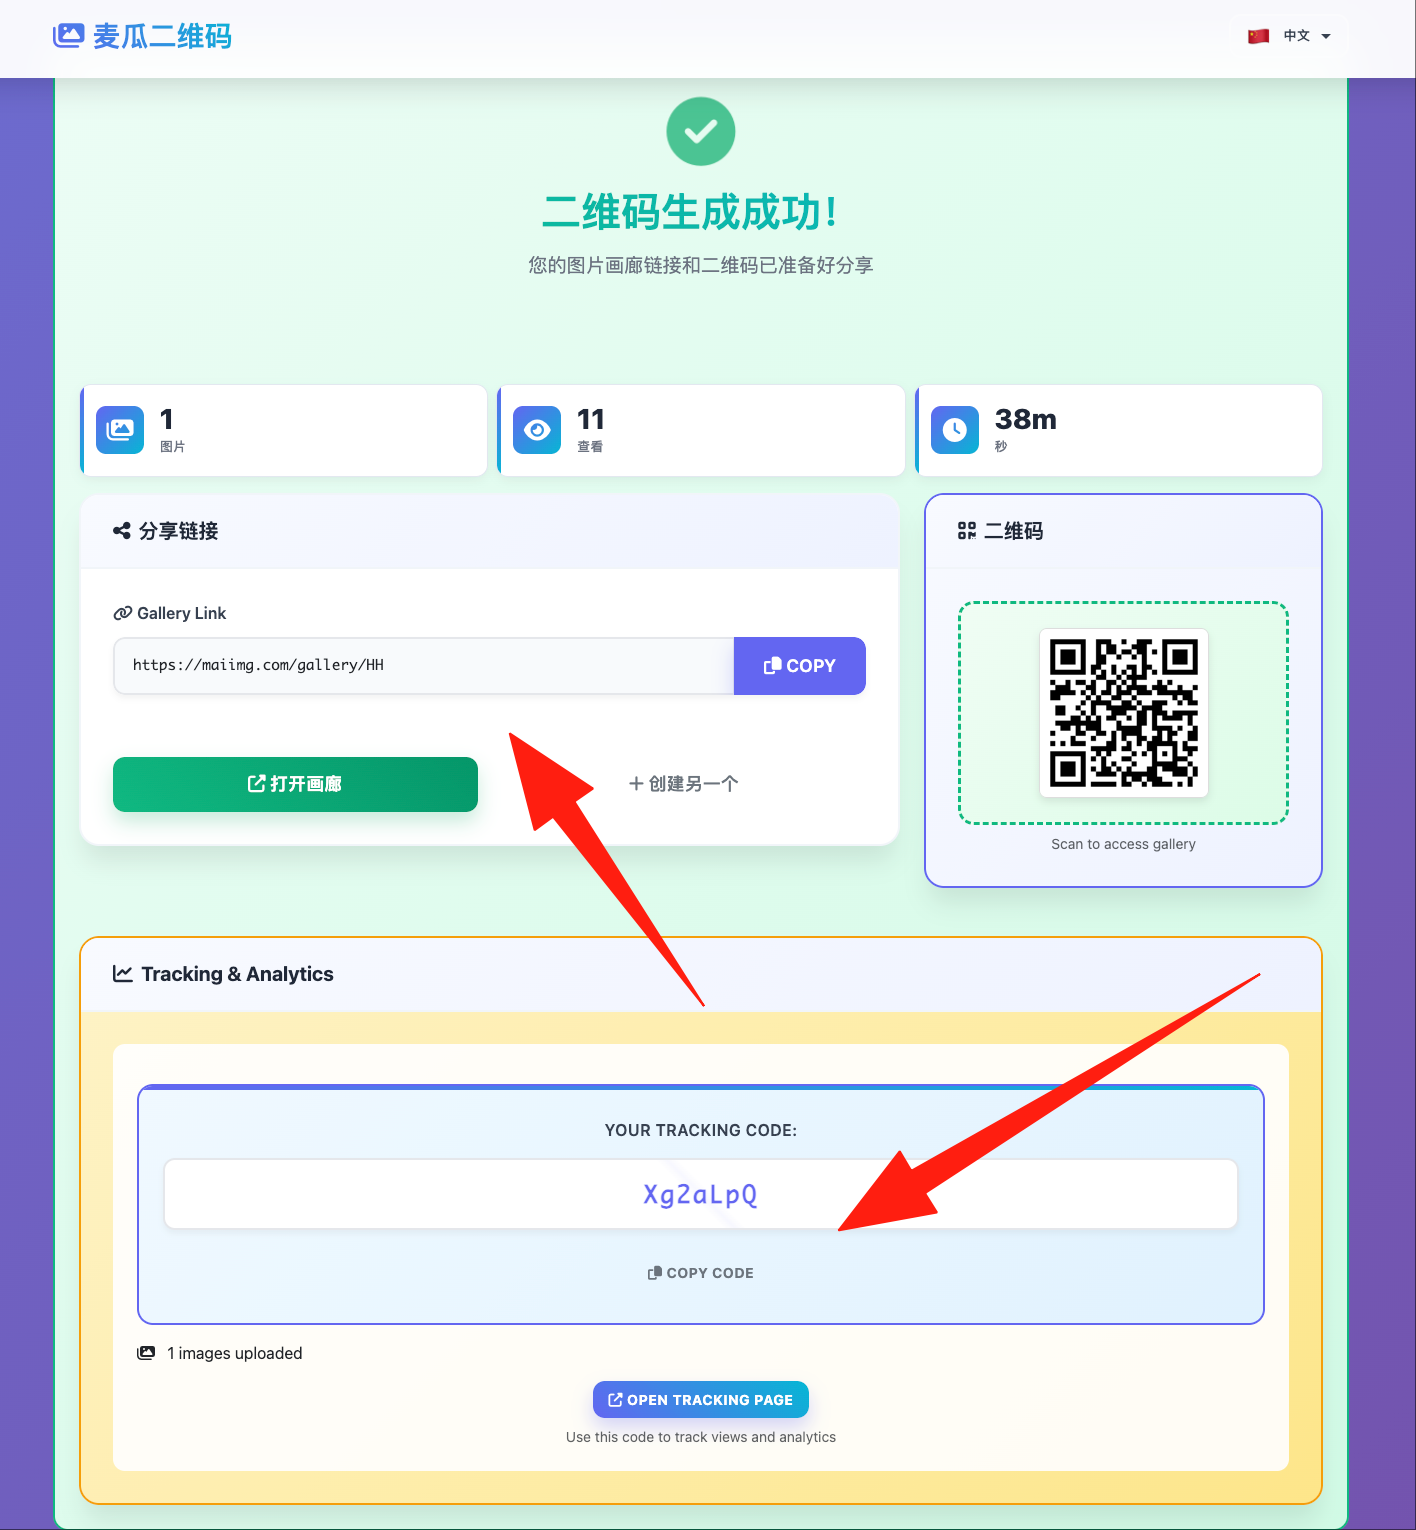 麦瓜二维码
中文
二维码生成成功！
您的图片画廊链接和二维码已准备好分享
1
图片
11
查看
38m
秒
分享链接
Gallery Link
https://maiimg.com/gallery/HH
COPY
打开画廊
创建另一个
二维码
Scan to access gallery
Tracking & Analytics
YOUR TRACKING CODE:
Xg2aLpQ
COPY CODE
1 images uploaded
OPEN TRACKING PAGE
Use this code to track views and analytics